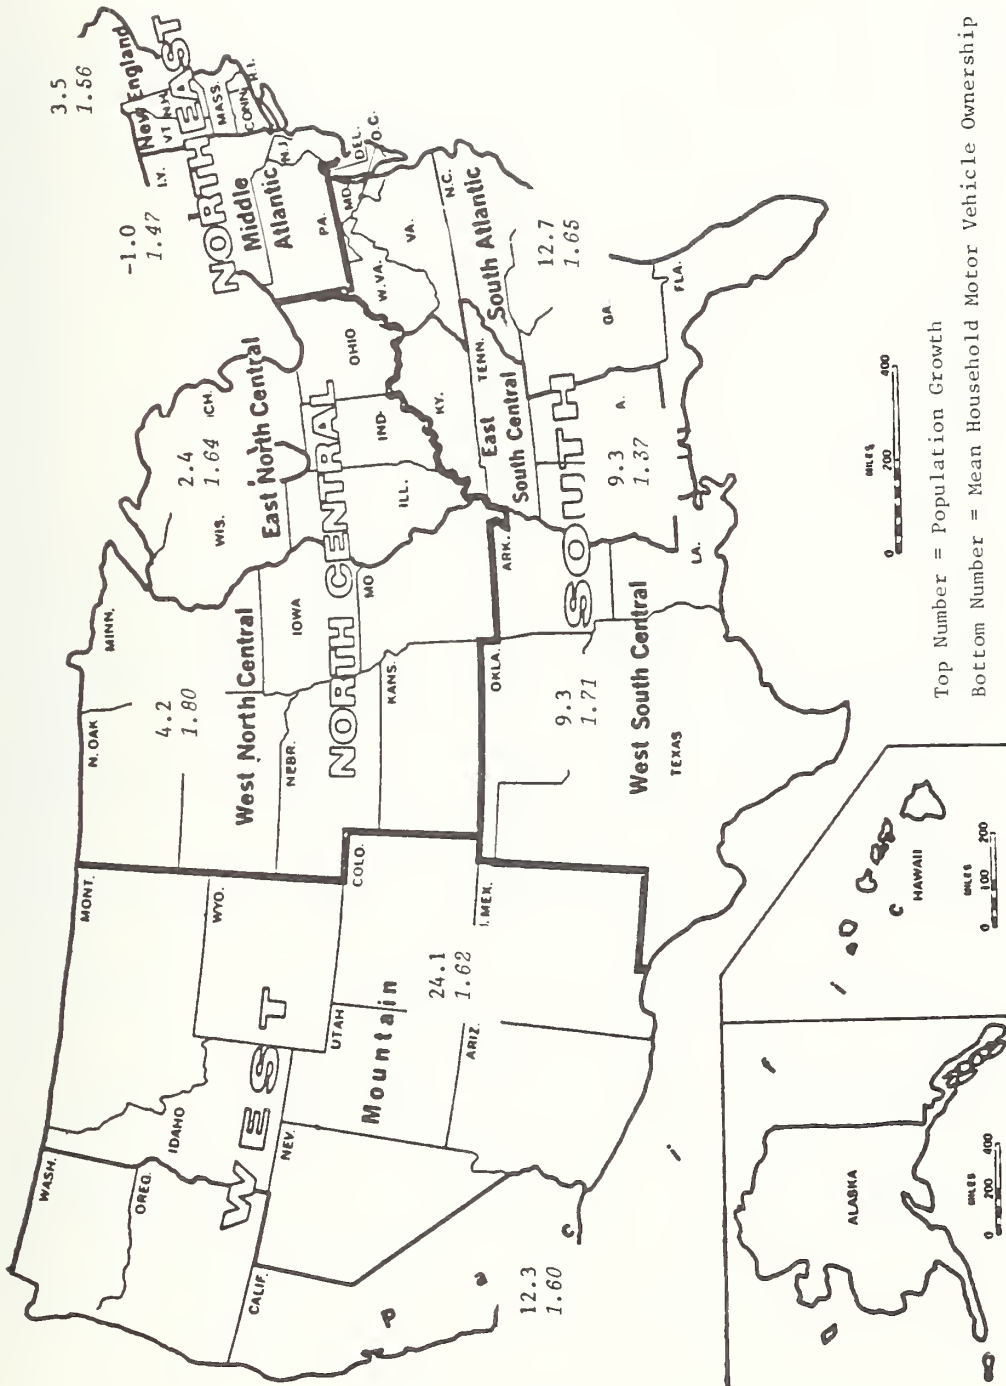 3.5
1.56
-1.0
1.47
New England
NORTHEAST
VT
N.H.
MASS.
CONN.
R.I.
Middle
Atlantic
N.J.
PA.
MD.
DEL.
W.VA.
VA.
N.C.
South Atlantic
12.7
1.65
GA.
FLA.
2.4
1.64
WIS.
ICH.
East North Central
OHIO
IND.
ILL.
KY.
TENN.
East
South Central
SOUTH
9.3
1.37
A.
MINN.
N. DAK
4.2
1.80
West North Central
IOWA
NEBR.
NORTH CENTRAL
MO
KANS.
ARK.
OKLA.
LA.
9.3
1.71
West South Central
TEXAS
MONT.
WYO.
COLO.
WASH.
OREG.
IDAHO
WEST
NEV.
UTAH
Mountain
24.1
1.62
ARIZ.
MEX.
CALIF.
12.3
1.60
ALASKA
MILES
0 200 400
HAWAII
MILES
0 100 200
MILES
0 200 400
Top Number = Population Growth
Bottom Number = Mean Household Motor Vehicle Ownership